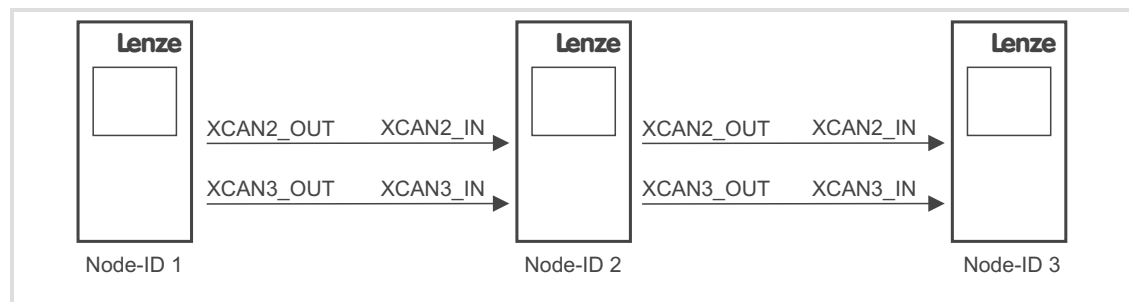 Lenze Lenze Lenze
XCAN2_OUT XCAN2_IN XCAN2_OUT XCAN2_IN
XCAN3_OUT XCAN3_IN XCAN3_OUT XCAN3_IN
Node-ID 1 Node-ID 2 Node-ID 3